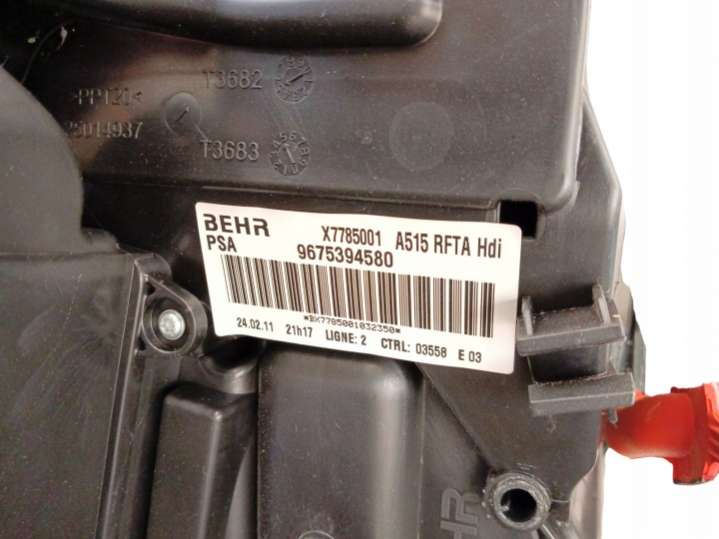 T3682
>PPT20<
25014937
T3683
BEHR X7785001 A515 RFTA Hdi
PSA 9675394580
*BX7785001032350*
24.02.11 21h17 LIGNE: 2 CTRL: 03558 E 03